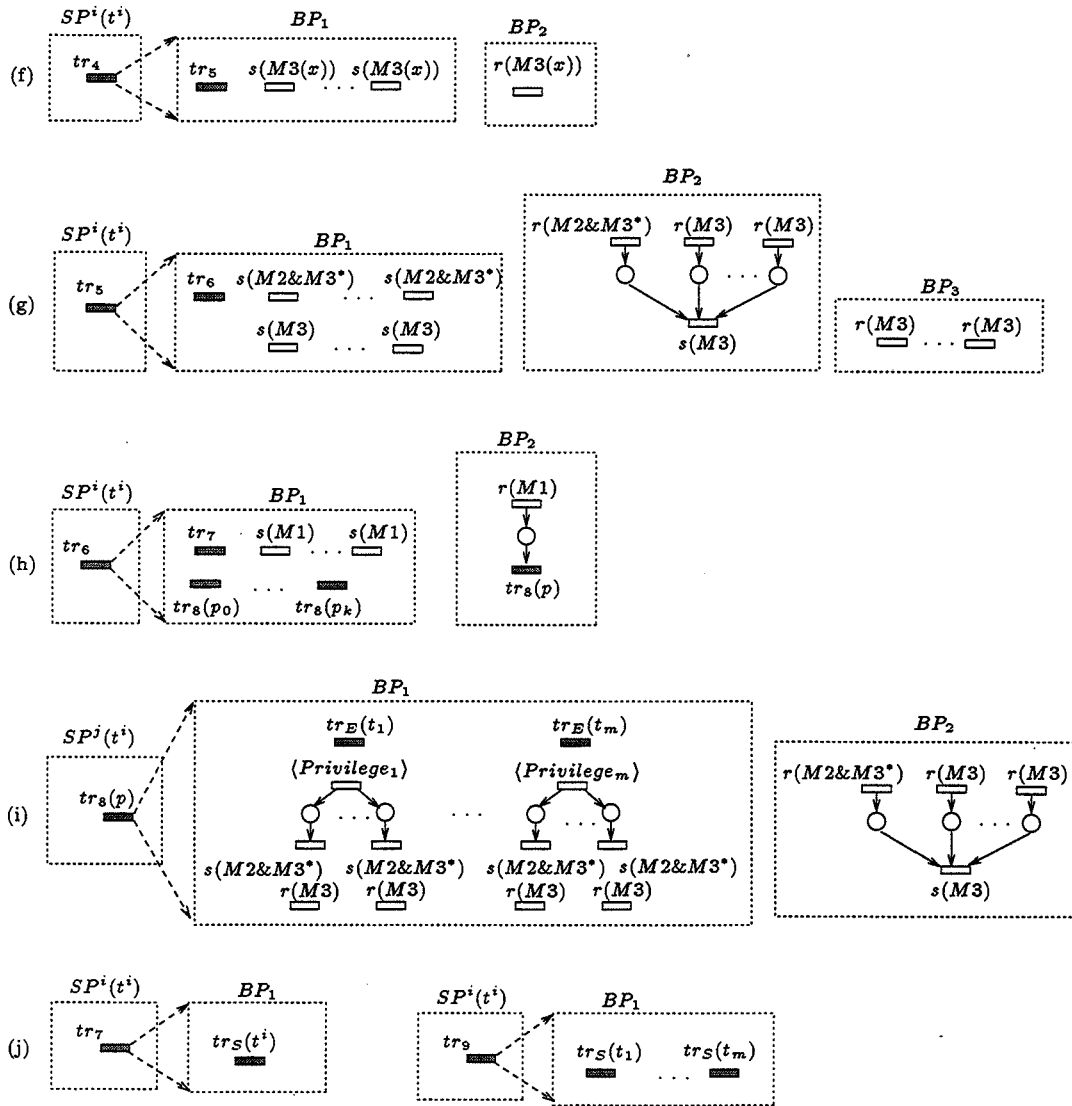 SP^i(t^i) BP_1 BP_2
(f) tr_4 tr_5 s(M3(x)) . . . s(M3(x)) r(M3(x))
BP_2
SP^i(t^i) BP_1 r(M2&M3*) r(M3) r(M3)
(g) tr_5 tr_6 s(M2&M3*) . . . s(M2&M3*) . . . BP_3
s(M3) . . . s(M3) s(M3) r(M3) . . . r(M3)
BP_2
SP^i(t^i) BP_1 r(M1)
(h) tr_6 tr_7 s(M1) . . . s(M1)
tr_8(p_0) . . . tr_8(p_k) tr_8(p)
BP_1
tr_E(t_1) tr_E(t_m)
SP^j(t^i) BP_2
⟨Privilege_1⟩ ⟨Privilege_m⟩ r(M2&M3*) r(M3) r(M3)
(i) tr_8(p) . . . . . . . . . . . .
s(M2&M3*) s(M2&M3*) s(M2&M3*) s(M2&M3*) s(M3)
r(M3) r(M3) r(M3) r(M3)
SP^i(t^i) BP_1 SP^i(t^i) BP_1
(j) tr_7 tr_S(t^i) tr_9 tr_S(t_1) . . . tr_S(t_m)